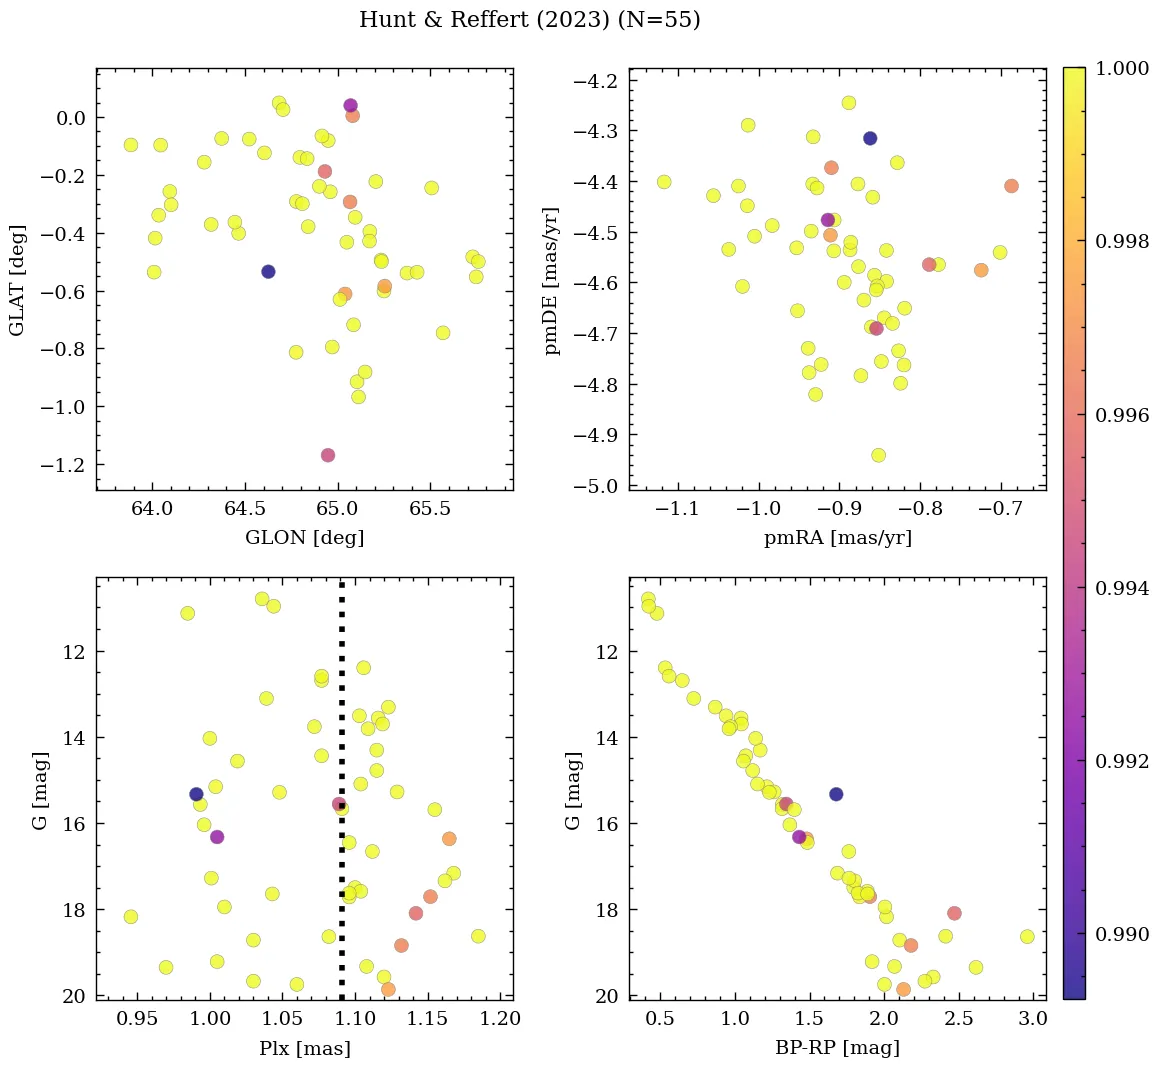 Hunt & Reffert (2023) (N=55)
0.0
−0.2
−0.4
−0.6
−0.8
−1.0
−1.2
GLAT [deg]
64.0 64.5 65.0 65.5
GLON [deg]
−4.2
−4.3
−4.4
−4.5
−4.6
−4.7
−4.8
−4.9
−5.0
pmDE [mas/yr]
−1.1 −1.0 −0.9 −0.8 −0.7
pmRA [mas/yr]
12
14
16
18
20
G [mag]
0.95 1.00 1.05 1.10 1.15 1.20
Plx [mas]
12
14
16
18
20
G [mag]
0.5 1.0 1.5 2.0 2.5 3.0
BP-RP [mag]
1.000
0.998
0.996
0.994
0.992
0.990